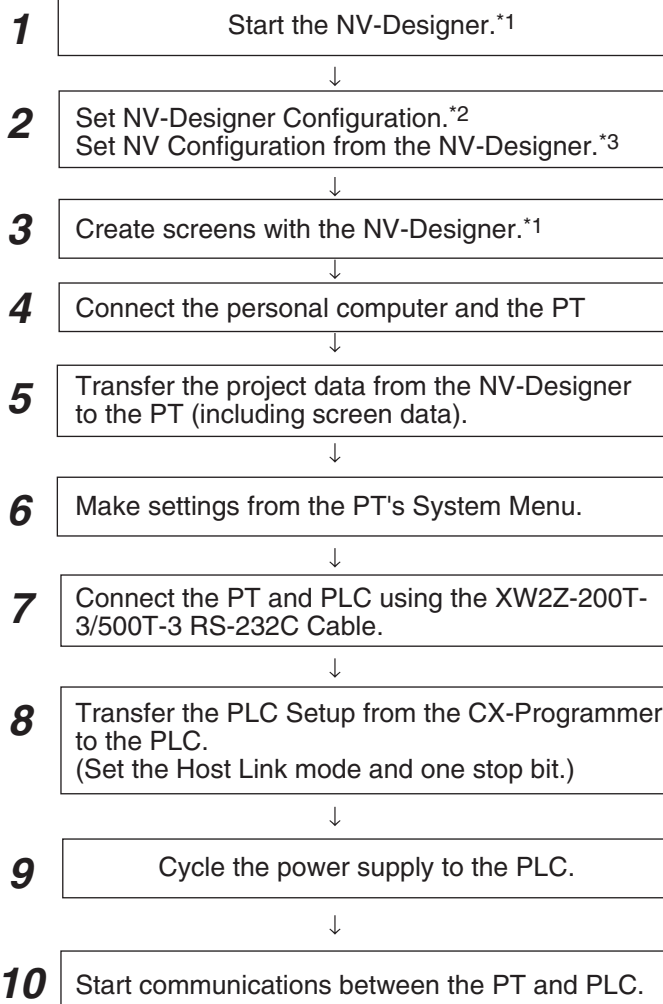 1 Start the NV-Designer.*1
↓
2 Set NV-Designer Configuration.*2
Set NV Configuration from the NV-Designer.*3
↓
3 Create screens with the NV-Designer.*1
↓
4 Connect the personal computer and the PT
↓
5 Transfer the project data from the NV-Designer
to the PT (including screen data).
↓
6 Make settings from the PT's System Menu.
↓
7 Connect the PT and PLC using the XW2Z-200T-
3/500T-3 RS-232C Cable.
↓
8 Transfer the PLC Setup from the CX-Programmer
to the PLC.
(Set the Host Link mode and one stop bit.)
↓
9 Cycle the power supply to the PLC.
↓
10 Start communications between the PT and PLC.